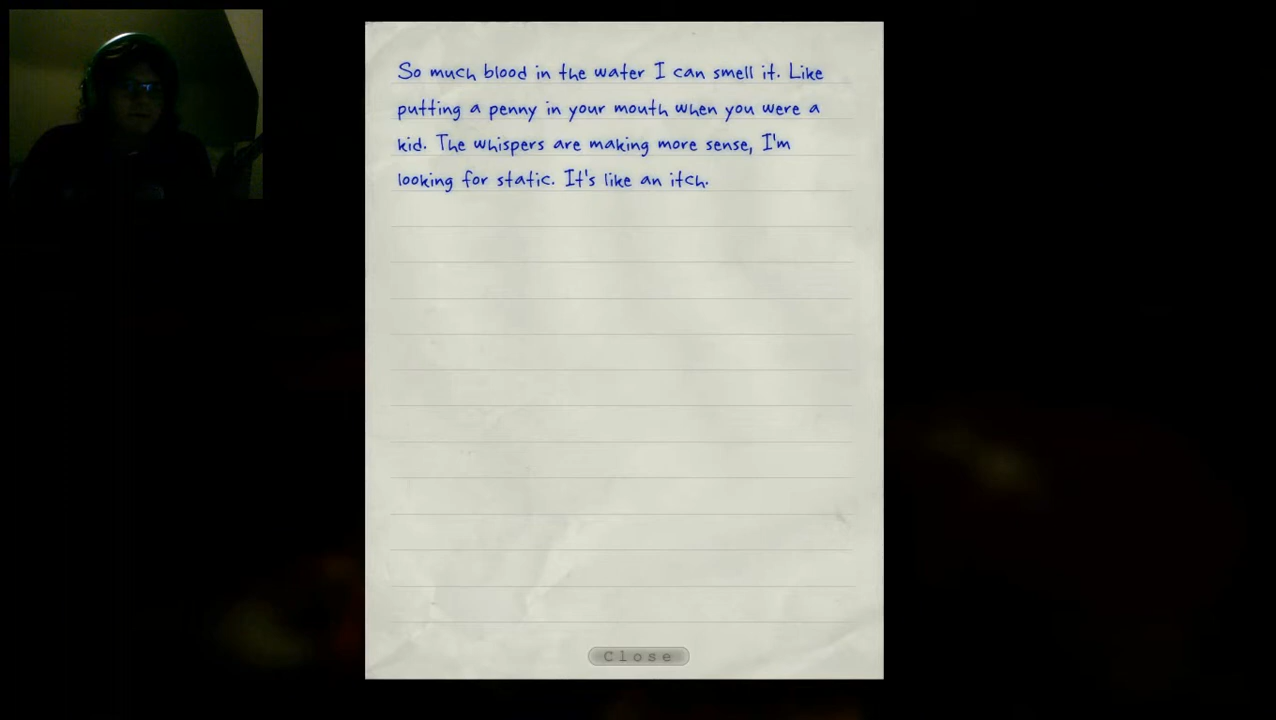 So much blood in the water I can smell it. Like
putting a penny in your mouth when you were a
kid. The whispers are making more sense, I'm
looking for static. It's like an itch.
Close